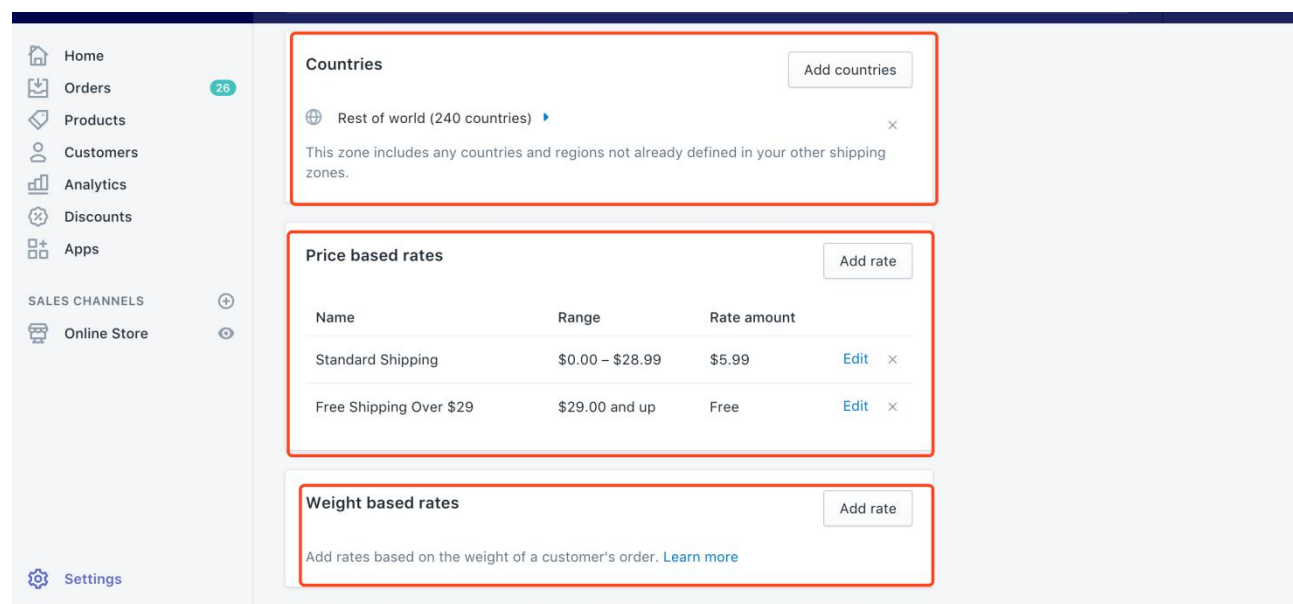 Home
Orders 26
Products
Customers
Analytics
Discounts
Apps
SALES CHANNELS
Online Store
Settings
Countries
Add countries
Rest of world (240 countries)
This zone includes any countries and regions not already defined in your other shipping
zones.
Price based rates
Add rate
Name Range Rate amount
Standard Shipping $0.00 – $28.99 $5.99 Edit
Free Shipping Over $29 $29.00 and up Free Edit
Weight based rates
Add rate
Add rates based on the weight of a customer's order. Learn more